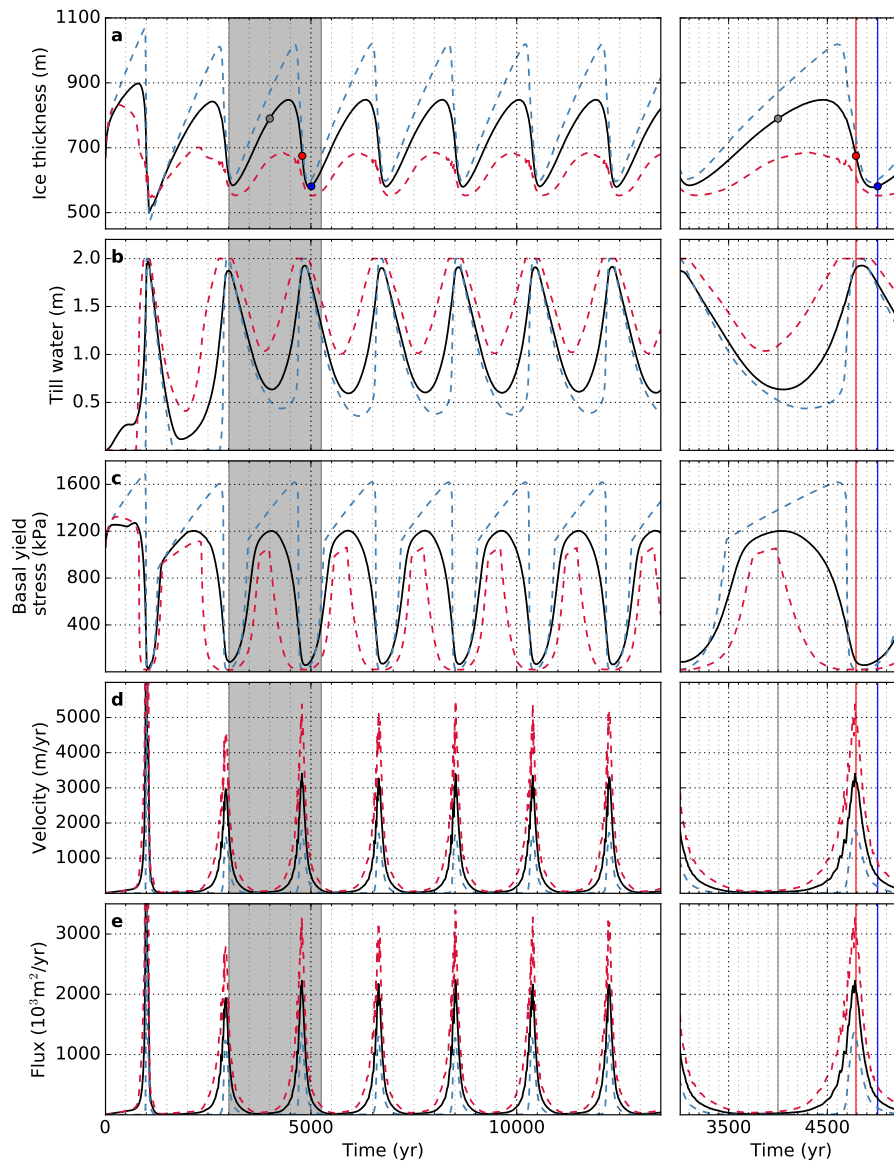 1100
900
700
500
Ice thickness (m)
a
2.0
1.5
1.0
0.5
Till water (m)
b
1600
1200
800
400
Basal yield
stress (kPa)
c
5000
4000
3000
2000
1000
Velocity (m/yr)
d
3000
2000
1000
Flux (10³m²/yr)
e
0 5000 10000
3500 4500
Time (yr)
Time (yr)